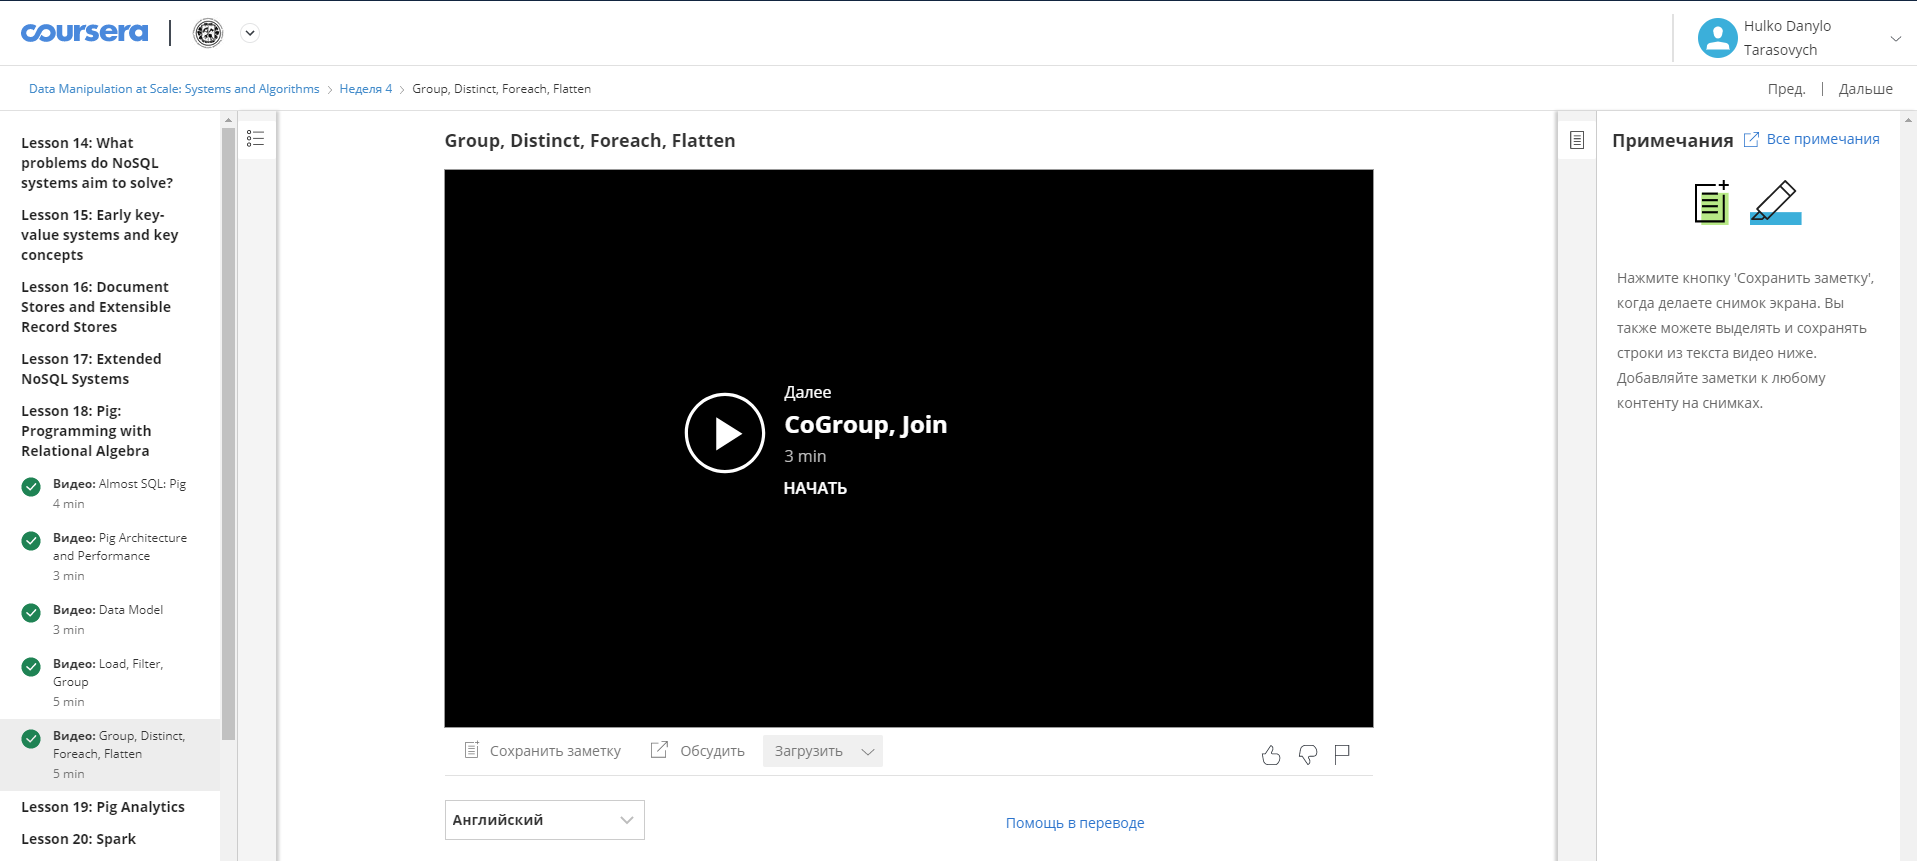 coursera
Hulko Danylo
Tarasovych
Data Manipulation at Scale: Systems and Algorithms > Неделя 4 > Group, Distinct, Foreach, Flatten
Пред. | Дальше
Lesson 14: What
problems do NoSQL
systems aim to solve?
Lesson 15: Early key-
value systems and key
concepts
Lesson 16: Document
Stores and Extensible
Record Stores
Lesson 17: Extended
NoSQL Systems
Lesson 18: Pig:
Programming with
Relational Algebra
Видео: Almost SQL: Pig
4 min
Видео: Pig Architecture
and Performance
3 min
Видео: Data Model
3 min
Видео: Load, Filter,
Group
5 min
Видео: Group, Distinct,
Foreach, Flatten
5 min
Lesson 19: Pig Analytics
Lesson 20: Spark
Group, Distinct, Foreach, Flatten
Далее
CoGroup, Join
3 min
НАЧАТЬ
Сохранить заметку
Обсудить
Загрузить
Английский
Помощь в переводе
Примечания
Все примечания
Нажмите кнопку 'Сохранить заметку',
когда делаете снимок экрана. Вы
также можете выделять и сохранять
строки из текста видео ниже.
Добавляйте заметки к любому
контенту на снимках.